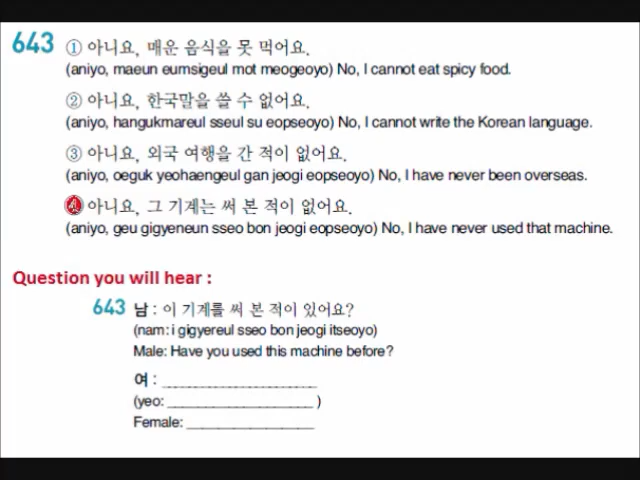 643 ① 아니요, 매운 음식을 못 먹어요.
(aniyo, maeun eumsigeul mot meogeoyo) No, I cannot eat spicy food.
② 아니요, 한국말을 쓸 수 없어요.
(aniyo, hangukmareul sseul su eopseoyo) No, I cannot write the Korean language.
③ 아니요, 외국 여행을 간 적이 없어요.
(aniyo, oeguk yeohaengeul gan jeogi eopseoyo) No, I have never been overseas.
④ 아니요, 그 기계는 써 본 적이 없어요.
(aniyo, geu gigyeneun sseo bon jeogi eopseoyo) No, I have never used that machine.
Question you will hear :
643 남 : 이 기계를 써 본 적이 있어요?
(nam: i gigyereul sseo bon jeogi itseoyo)
Male: Have you used this machine before?
여 : ____________________
(yeo: ____________________ )
Female: ____________________